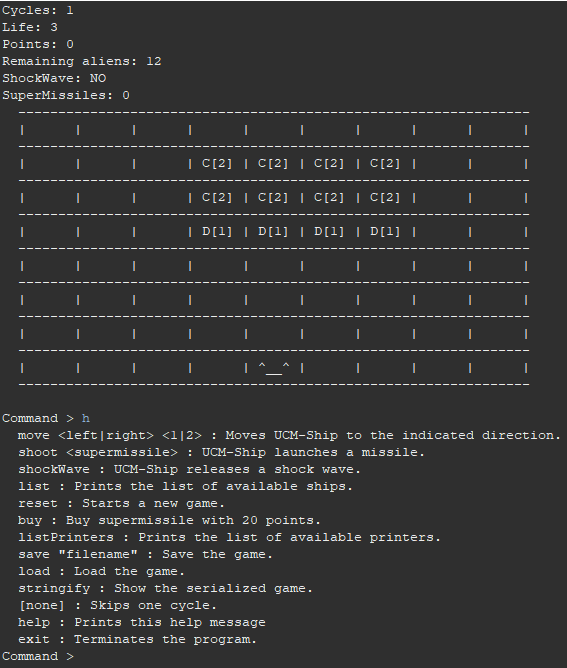 Cycles: 1
Life: 3
Points: 0
Remaining aliens: 12
ShockWave: NO
SuperMissiles: 0
----------------------------------------------------------------
|      |      |      |      |      |      |      |      |      |
----------------------------------------------------------------
|      |      |      | C[2] | C[2] | C[2] | C[2] |      |      |
----------------------------------------------------------------
|      |      |      | C[2] | C[2] | C[2] | C[2] |      |      |
----------------------------------------------------------------
|      |      |      | D[1] | D[1] | D[1] | D[1] |      |      |
----------------------------------------------------------------
|      |      |      |      |      |      |      |      |      |
----------------------------------------------------------------
|      |      |      |      |      |      |      |      |      |
----------------------------------------------------------------
|      |      |      |      |      |      |      |      |      |
----------------------------------------------------------------
|      |      |      |      | ^__^ |      |      |      |      |
----------------------------------------------------------------
Command > h
move <left|right> <1|2> : Moves UCM-Ship to the indicated direction.
shoot <supermissile> : UCM-Ship launches a missile.
shockWave : UCM-Ship releases a shock wave.
list : Prints the list of available ships.
reset : Starts a new game.
buy : Buy supermissile with 20 points.
listPrinters : Prints the list of available printers.
save "filename" : Save the game.
load : Load the game.
stringify : Show the serialized game.
[none] : Skips one cycle.
help : Prints this help message
exit : Terminates the program.
Command >